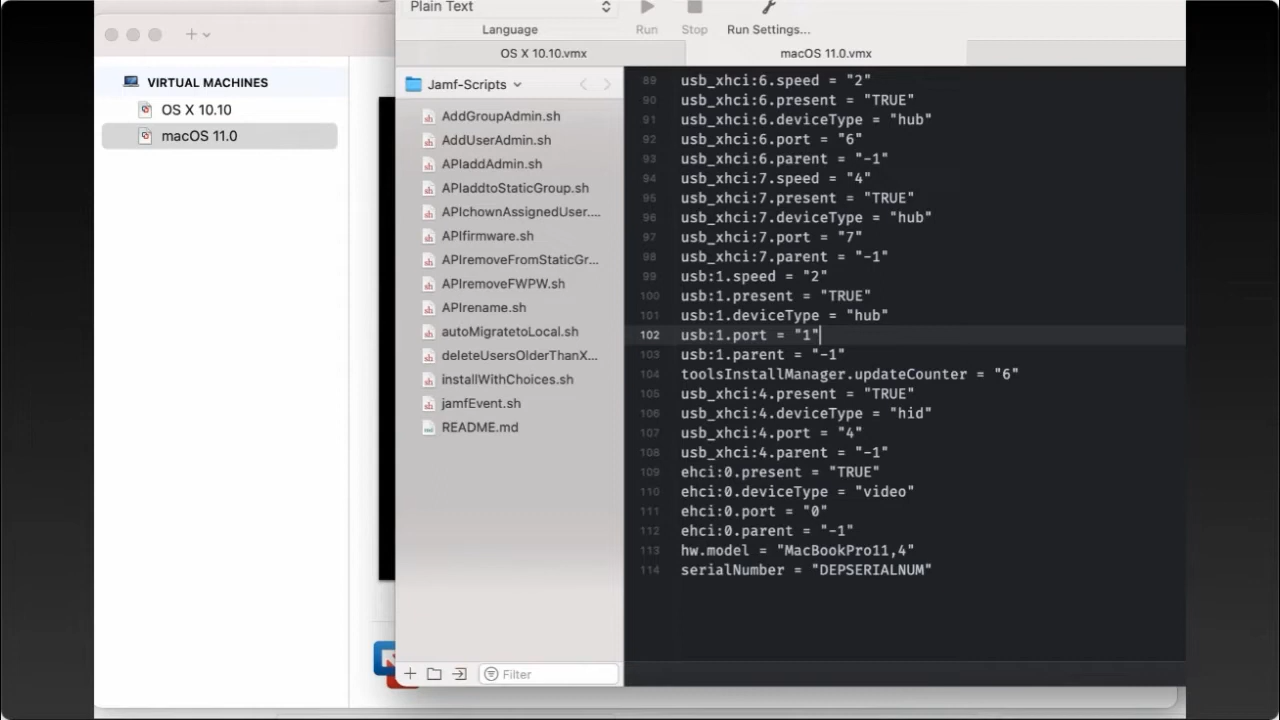 Plain Text
Language
Run
Stop
Run Settings...
OS X 10.10.vmx
macOS 11.0.vmx
VIRTUAL MACHINES
OS X 10.10
macOS 11.0
Jamf-Scripts
AddGroupAdmin.sh
AddUserAdmin.sh
APIaddAdmin.sh
APIaddtoStaticGroup.sh
APIchownAssignedUser....
APIfirmware.sh
APIremoveFromStaticGr...
APIremoveFWPW.sh
APIrename.sh
autoMigratetoLocal.sh
deleteUsersOlderThanX...
installWithChoices.sh
jamfEvent.sh
README.md
Filter
89 usb_xhci:6.speed = "2"
90 usb_xhci:6.present = "TRUE"
91 usb_xhci:6.deviceType = "hub"
92 usb_xhci:6.port = "6"
93 usb_xhci:6.parent = "-1"
94 usb_xhci:7.speed = "4"
95 usb_xhci:7.present = "TRUE"
96 usb_xhci:7.deviceType = "hub"
97 usb_xhci:7.port = "7"
98 usb_xhci:7.parent = "-1"
99 usb:1.speed = "2"
100 usb:1.present = "TRUE"
101 usb:1.deviceType = "hub"
102 usb:1.port = "1"
103 usb:1.parent = "-1"
104 toolsInstallManager.updateCounter = "6"
105 usb_xhci:4.present = "TRUE"
106 usb_xhci:4.deviceType = "hid"
107 usb_xhci:4.port = "4"
108 usb_xhci:4.parent = "-1"
109 ehci:0.present = "TRUE"
110 ehci:0.deviceType = "video"
111 ehci:0.port = "0"
112 ehci:0.parent = "-1"
113 hw.model = "MacBookPro11,4"
114 serialNumber = "DEPSERIALNUM"